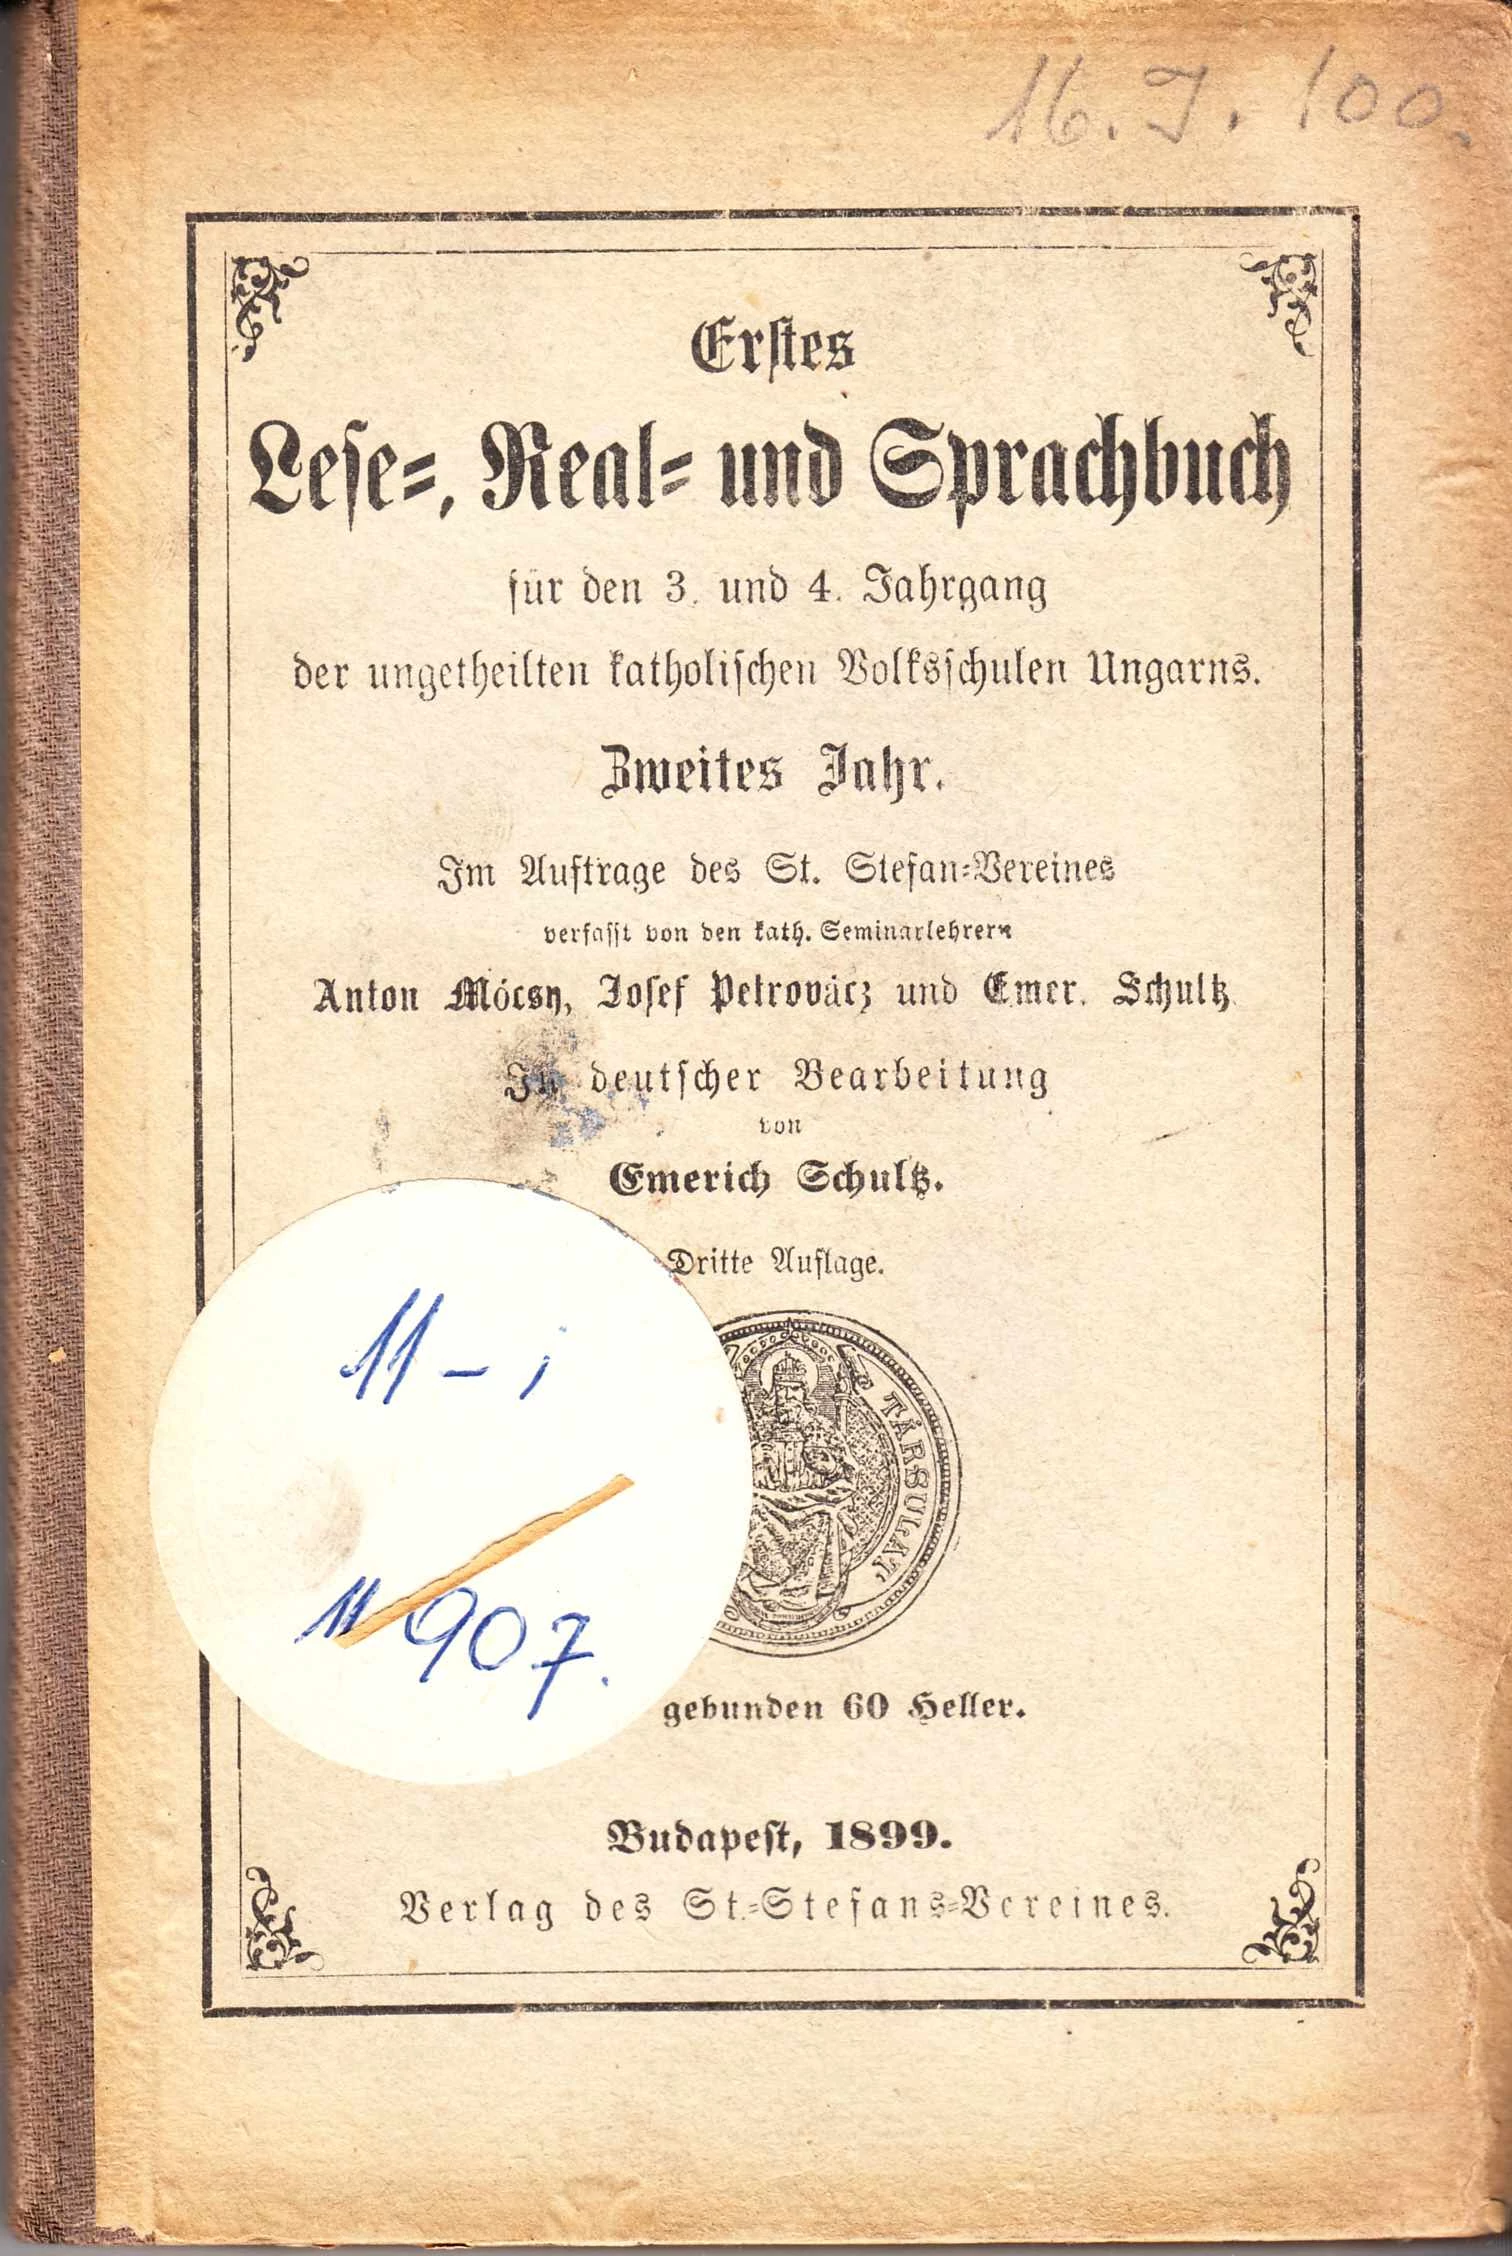 16. I. 100.
Erstes
Lese-, Real- und Sprachbuch
für den 3. und 4. Jahrgang
der ungetheilten katholischen Volksschulen Ungarns.
Zweites Jahr.
Im Auftrage des St. Stefan-Vereines
verfasst von den kath. Seminarlehrern
Anton Mócsy, Josef Petrovácz und Emer. Schultz
In deutscher Bearbeitung
von
Emerich Schultz.
Dritte Auflage.
11 - i
TÁRSULAT
11 907.
gebunden 60 Heller.
Budapest, 1899.
Verlag des St.-Stefans-Vereines.